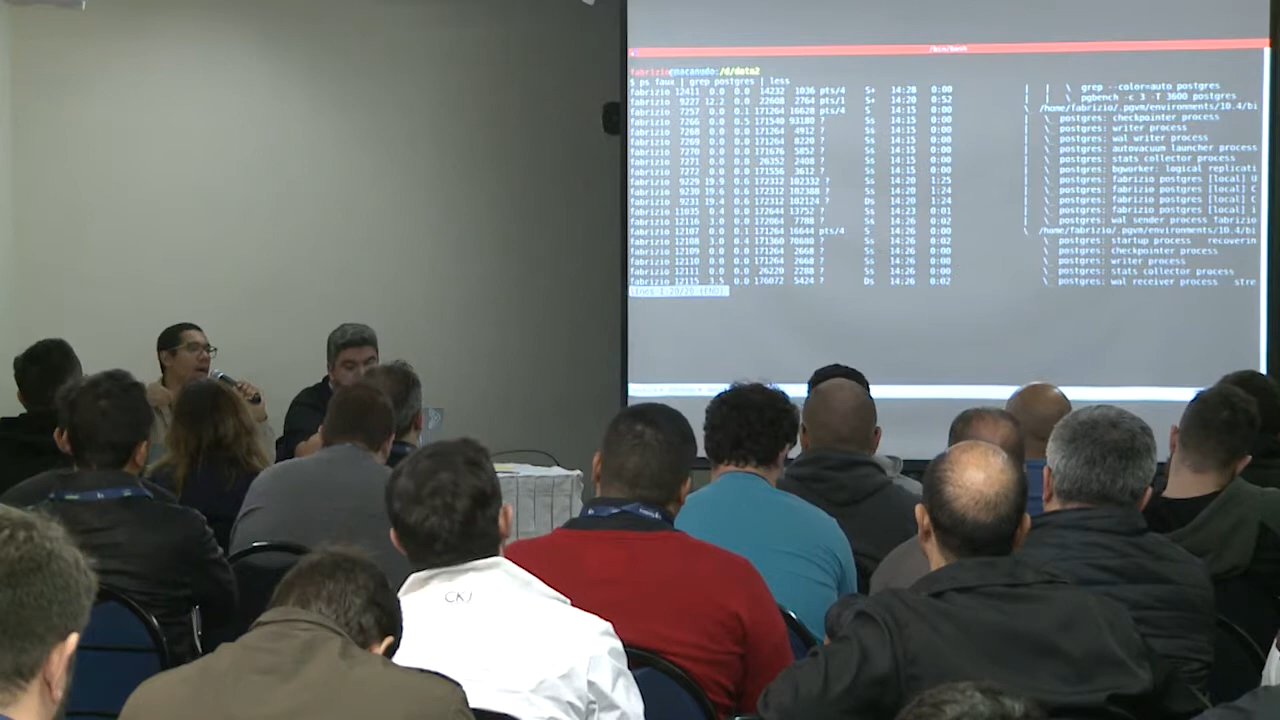 /bin/bash
fabrizio@macanudo:/d/data2
$ ps faux | grep postgres | less
fabrizio 12411 0.0 0.0 14232 1036 pts/4 S+ 14:28 0:00 | | \ grep --color=auto postgres
fabrizio 9227 12.2 0.0 22608 2764 pts/1 S+ 14:20 0:52 | \ pgbench -c 3 -T 3600 postgres
fabrizio 7257 0.0 0.1 171264 16628 pts/4 S 14:15 0:00 \ /home/fabrizio/.pgvm/environments/10.4/bi
fabrizio 7266 0.0 0.5 171540 93180 ? Ss 14:15 0:00 | \ postgres: checkpointer process
fabrizio 7268 0.0 0.0 171264 4912 ? Ss 14:15 0:00 | \ postgres: writer process
fabrizio 7269 0.0 0.0 171264 8220 ? Ss 14:15 0:00 | \ postgres: wal writer process
fabrizio 7270 0.0 0.0 171676 5852 ? Ss 14:15 0:00 | \ postgres: autovacuum launcher process
fabrizio 7271 0.0 0.0 26352 2408 ? Ss 14:15 0:00 | \ postgres: stats collector process
fabrizio 7272 0.0 0.0 171556 3612 ? Ss 14:15 0:00 | \ postgres: bgworker: logical replicati
fabrizio 9229 19.9 0.6 172312 102332 ? Ss 14:20 1:25 | \ postgres: fabrizio postgres [local] U
fabrizio 9230 19.6 0.6 172312 102388 ? Ss 14:20 1:24 | \ postgres: fabrizio postgres [local] C
fabrizio 9231 19.4 0.6 172312 102124 ? Ds 14:20 1:24 | \ postgres: fabrizio postgres [local] C
fabrizio 11035 0.4 0.0 172644 13752 ? Ss 14:23 0:01 | \ postgres: fabrizio postgres [local] i
fabrizio 12116 3.0 0.0 172064 7788 ? Ss 14:26 0:02 | \ postgres: wal sender process fabrizio
fabrizio 12107 0.0 0.1 171264 16644 pts/4 S 14:26 0:00 \ /home/fabrizio/.pgvm/environments/10.4/bi
fabrizio 12108 3.0 0.4 171360 70680 ? Ss 14:26 0:02 \ postgres: startup process recoverin
fabrizio 12109 0.0 0.0 171264 2668 ? Ss 14:26 0:00 \ postgres: checkpointer process
fabrizio 12110 0.0 0.0 171264 2668 ? Ss 14:26 0:00 \ postgres: writer process
fabrizio 12111 0.0 0.0 26220 2288 ? Ss 14:26 0:00 \ postgres: stats collector process
fabrizio 12115 3.5 0.0 176072 5424 ? Ds 14:26 0:02 \ postgres: wal receiver process stre
lines 1-20/20 (END)
CKJ